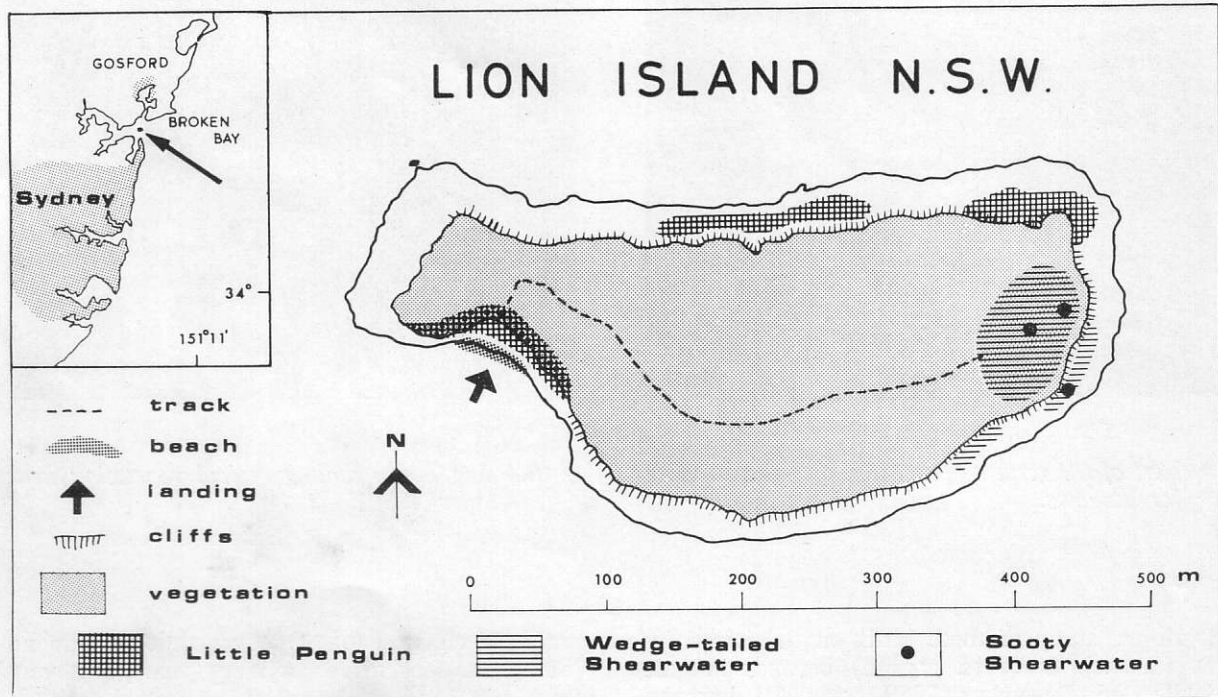 LION ISLAND N.S.W.
GOSFORD
BROKEN
BAY
Sydney
34°
151°11'
track
beach
landing
cliffs
vegetation
N
0 100 200 300 400 500 m
Little Penguin
Wedge-tailed
Shearwater
Sooty
Shearwater